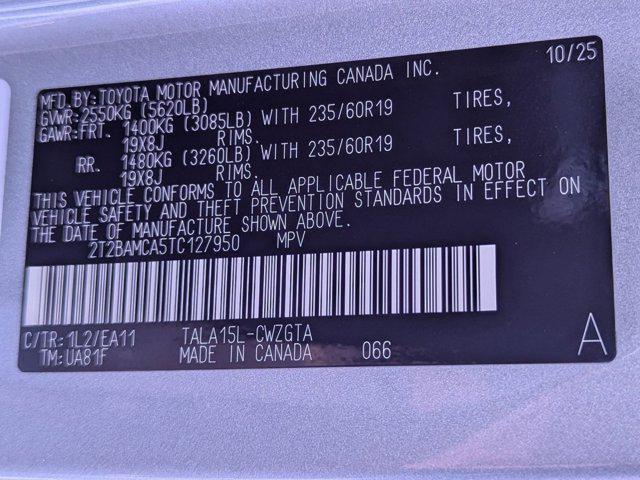 MFD.BY:TOYOTA MOTOR MANUFACTURING CANADA INC. 10/25
GVWR:2550KG (5620LB)
GAWR:FRT. 1400KG (3085LB) WITH 235/60R19 TIRES,
19X8J RIMS.
RR. 1480KG (3260LB) WITH 235/60R19 TIRES,
19X8J RIMS.
THIS VEHICLE CONFORMS TO ALL APPLICABLE FEDERAL MOTOR
VEHICLE SAFETY AND THEFT PREVENTION STANDARDS IN EFFECT ON
THE DATE OF MANUFACTURE SHOWN ABOVE.
2T2BAMCA5TC127950 MPV
C/TR:1L2/EA11 TALA15L-CWZGTA A
TM:UA81F MADE IN CANADA 066